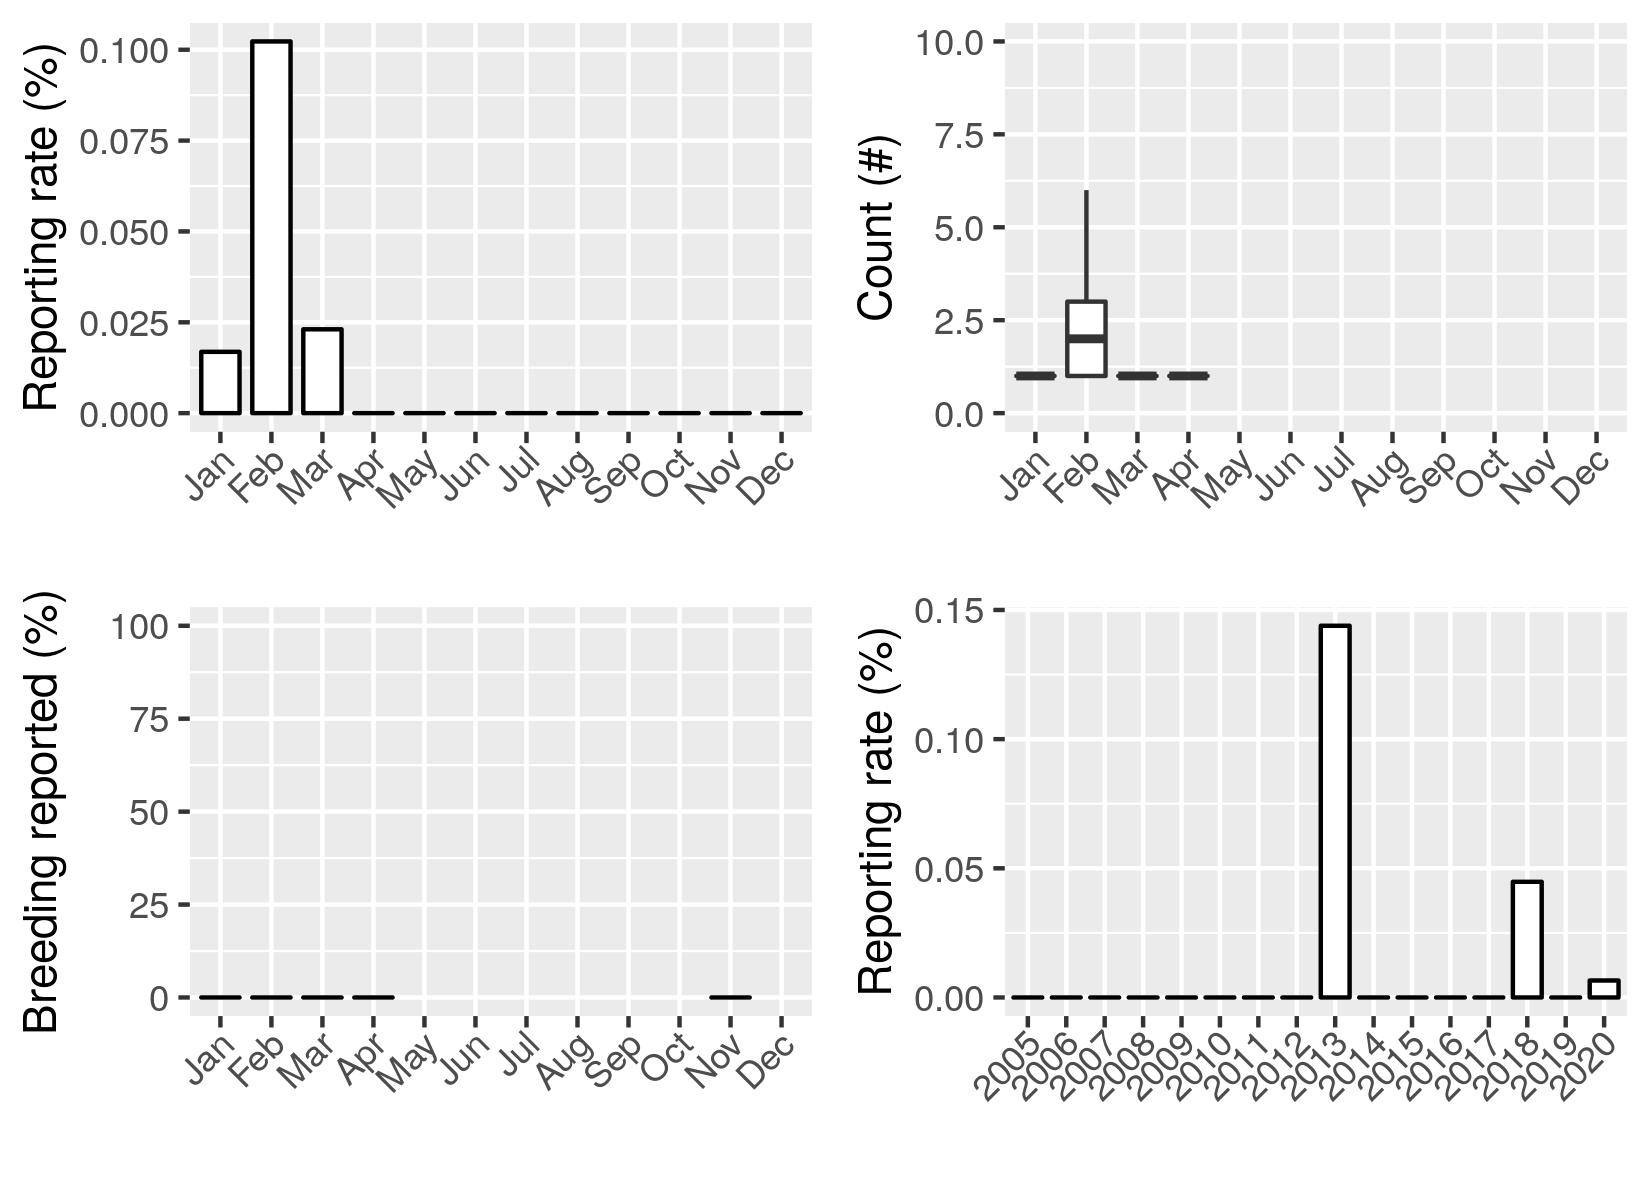 Reporting rate (%)
0.100
0.075
0.050
0.025
0.000
Jan Feb Mar Apr May Jun Jul Aug Sep Oct Nov Dec
Count (#)
10.0
7.5
5.0
2.5
0.0
Jan Feb Mar Apr May Jun Jul Aug Sep Oct Nov Dec
Breeding reported (%)
100
75
50
25
0
Jan Feb Mar Apr May Jun Jul Aug Sep Oct Nov Dec
Reporting rate (%)
0.15
0.10
0.05
0.00
2005 2006 2007 2008 2009 2010 2011 2012 2013 2014 2015 2016 2017 2018 2019 2020